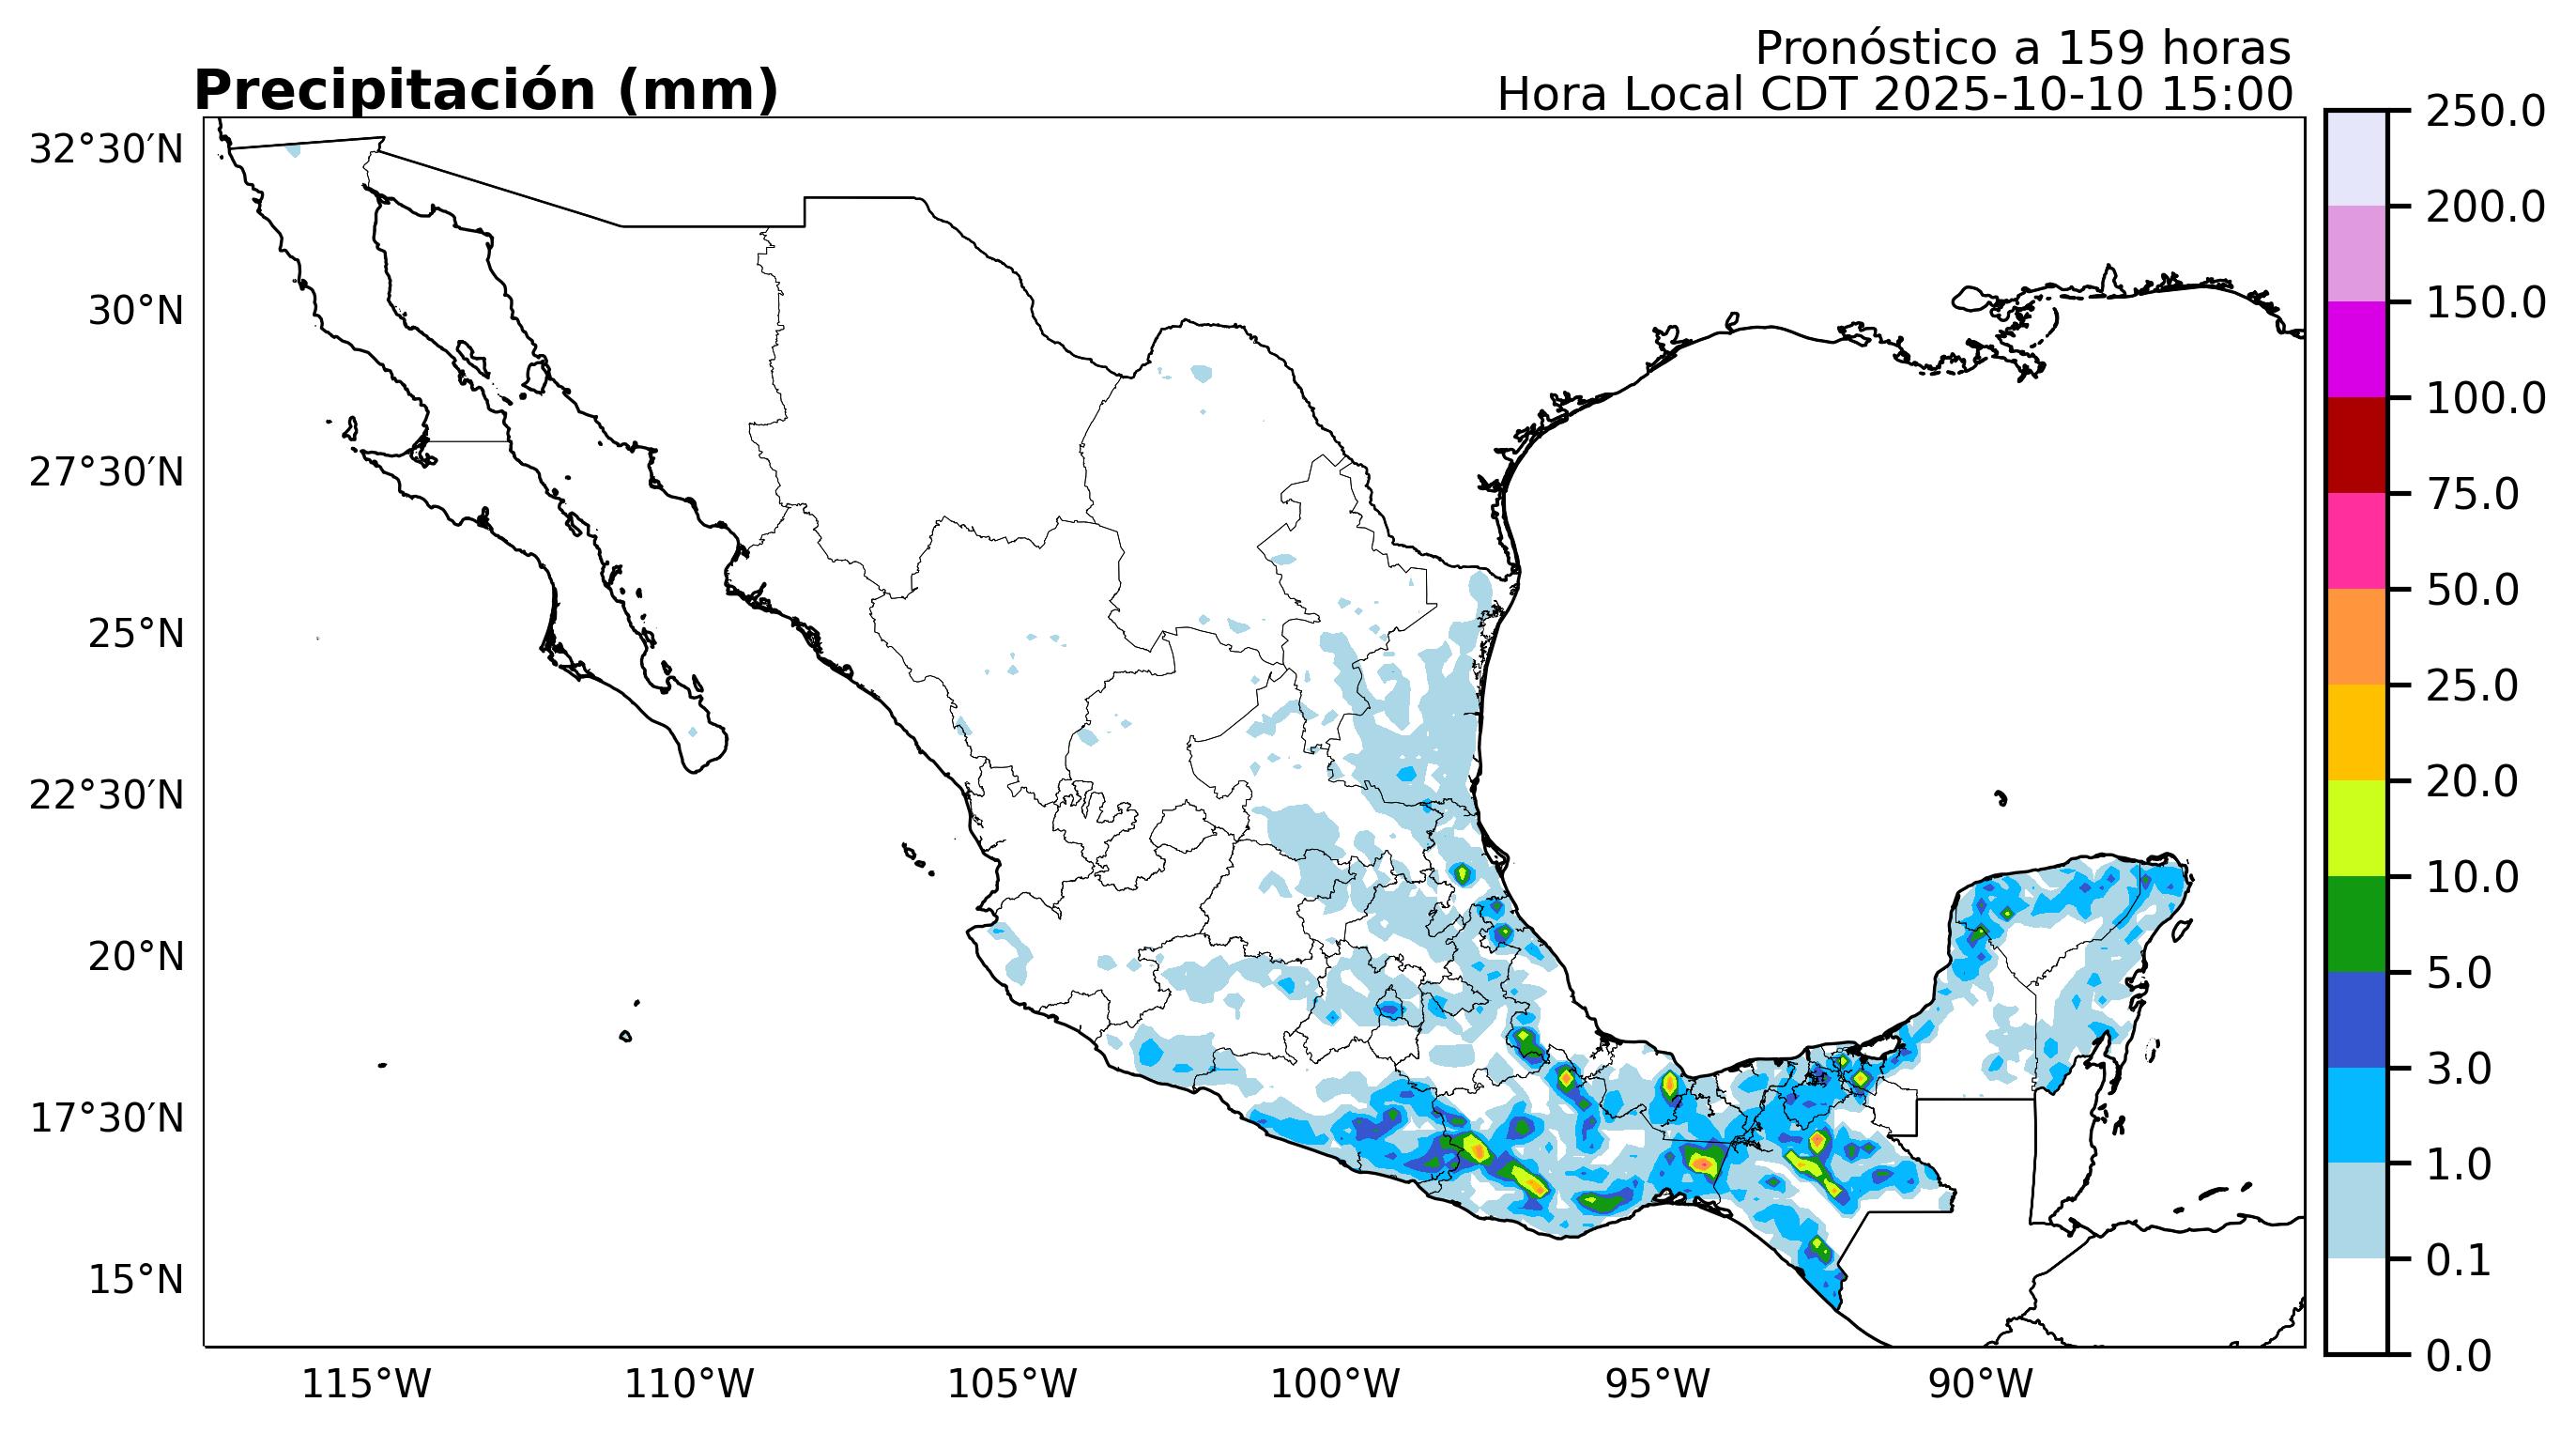 Pronóstico a 159 horas
Precipitación (mm)
Hora Local CDT 2025-10-10 15:00
32°30′N
30°N
27°30′N
25°N
22°30′N
20°N
17°30′N
15°N
115°W
110°W
105°W
100°W
95°W
90°W
250.0
200.0
150.0
100.0
75.0
50.0
25.0
20.0
10.0
5.0
3.0
1.0
0.1
0.0